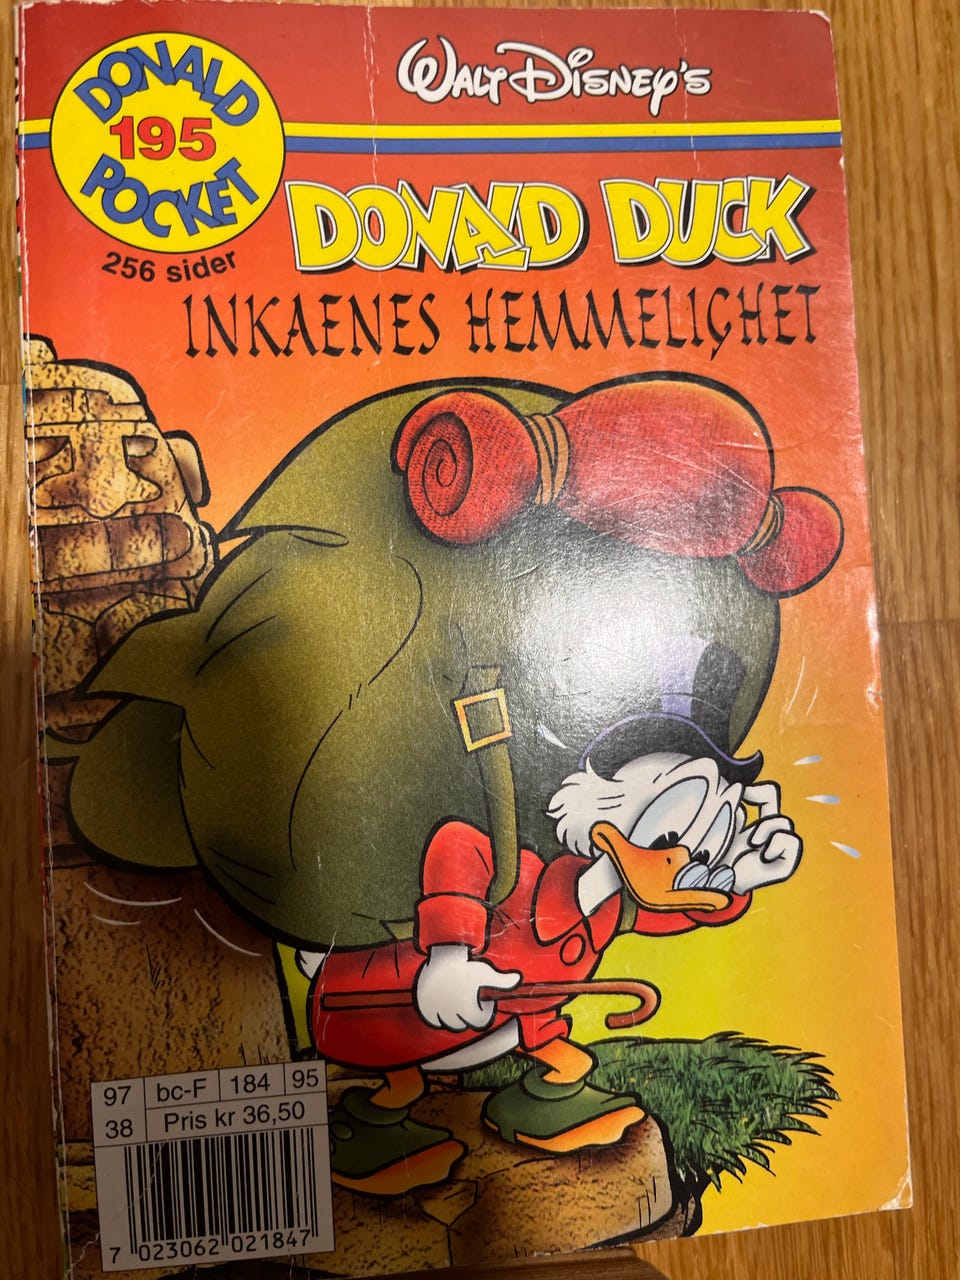 WALT DISNEY'S
DONALD
195
POCKET
256 sider
DONALD DUCK
INKAENES HEMMELIGHET
97 bc-F 184 95
38 Pris kr 36,50
7 023062 021847